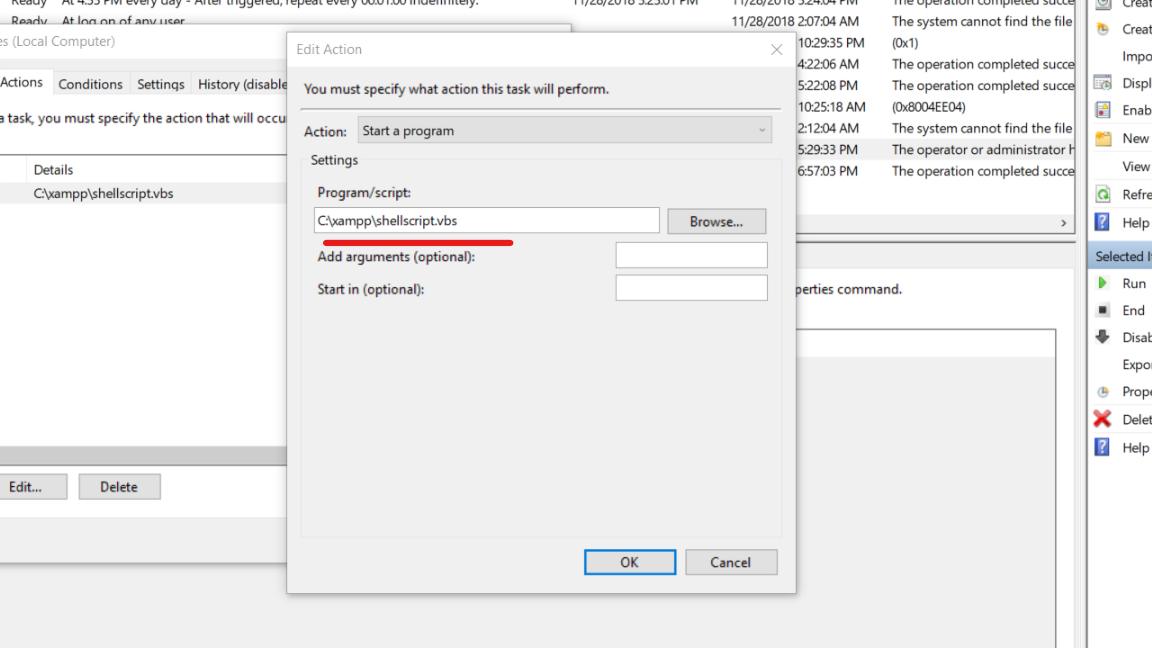 Ready At 4:33 PM every day - After triggered, repeat every 00:01:00 indefinitely. 11/28/2018 5:23:01 PM 11/28/2018 5:24:04 PM The operation completed succe
Ready At log on of any user 11/28/2018 2:07:04 AM The system cannot find the file
10:29:35 PM (0x1)
4:22:06 AM The operation completed succe
5:22:08 PM The operation completed succe
10:25:18 AM (0x8004EE04)
2:12:04 AM The system cannot find the file
5:29:33 PM The operator or administrator h
6:57:03 PM The operation completed succe
es (Local Computer)
Actions Conditions Settings History (disable
a task, you must specify the action that will occu
Details
C:\xampp\shellscript.vbs
Edit... Delete
Edit Action
You must specify what action this task will perform.
Action: Start a program
Settings
Program/script:
C:\xampp\shellscript.vbs Browse...
Add arguments (optional):
Start in (optional):
OK Cancel
perties command.
Creat
Creat
Impo
Displ
Enab
New
View
Refre
Help
Selected I
Run
End
Disab
Expor
Prope
Delet
Help